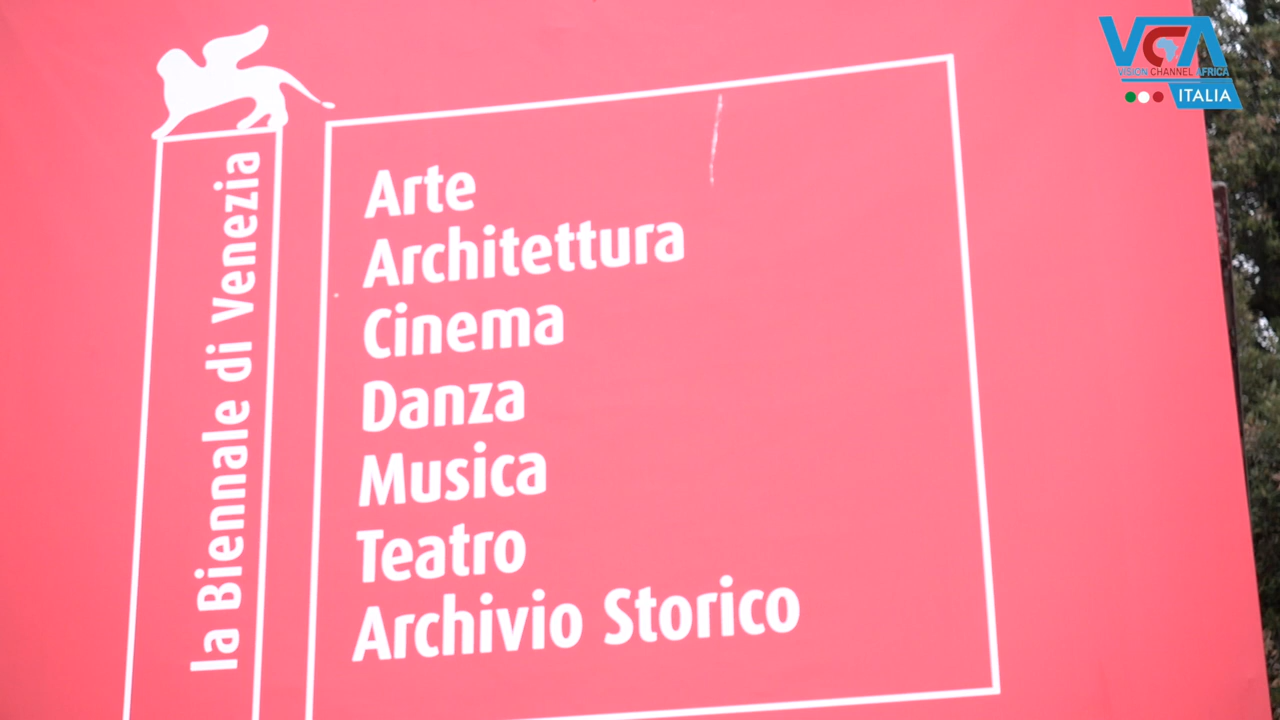 la Biennale di Venezia
Arte
Architettura
Cinema
Danza
Musica
Teatro
Archivio Storico
VCA
VISION CHANNEL AFRICA
ITALIA